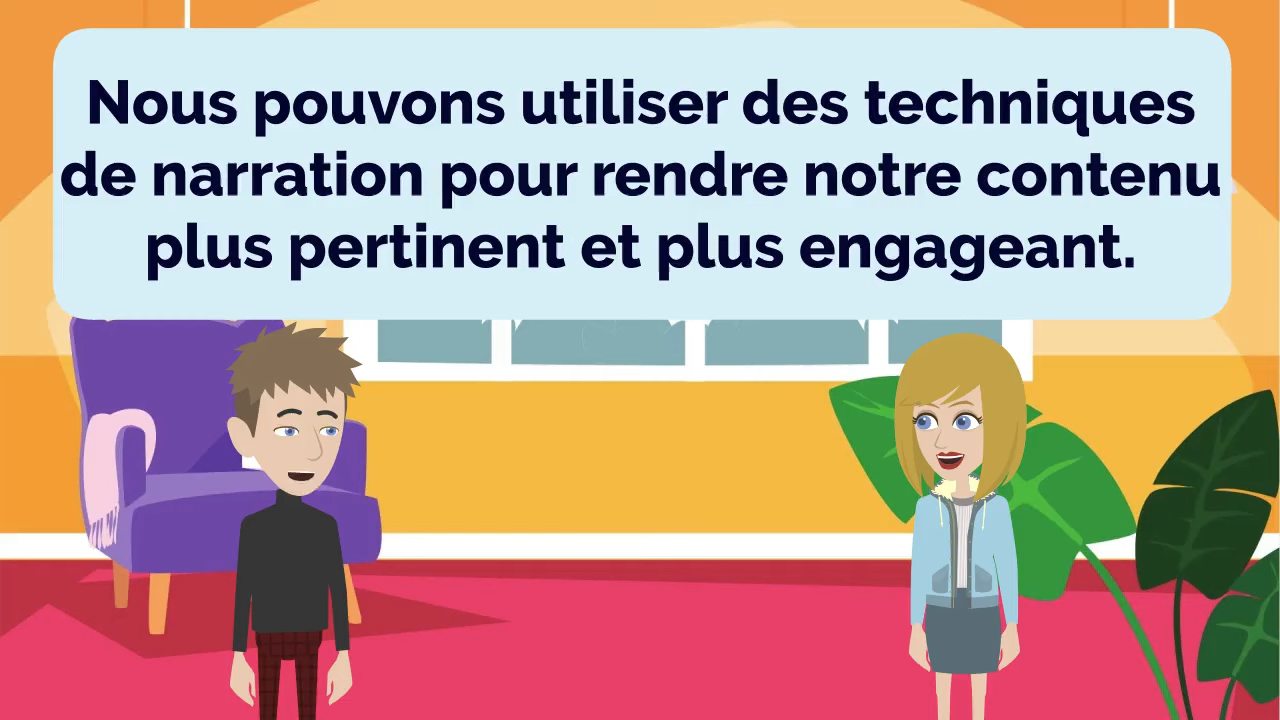 Nous pouvons utiliser des techniques
de narration pour rendre notre contenu
plus pertinent et plus engageant.